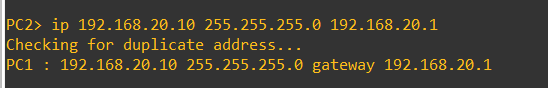 PC2> ip 192.168.20.10 255.255.255.0 192.168.20.1
Checking for duplicate address...
PC1 : 192.168.20.10 255.255.255.0 gateway 192.168.20.1